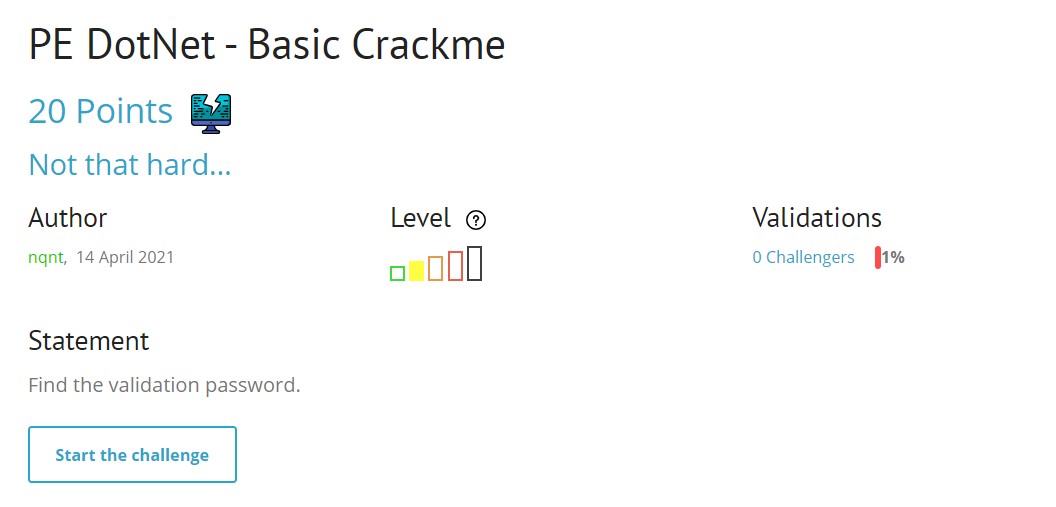 PE DotNet - Basic Crackme
20 Points
Not that hard...
Author Level ? Validations
nqnt, 14 April 2021 0 Challengers 1%
Statement
Find the validation password.
Start the challenge